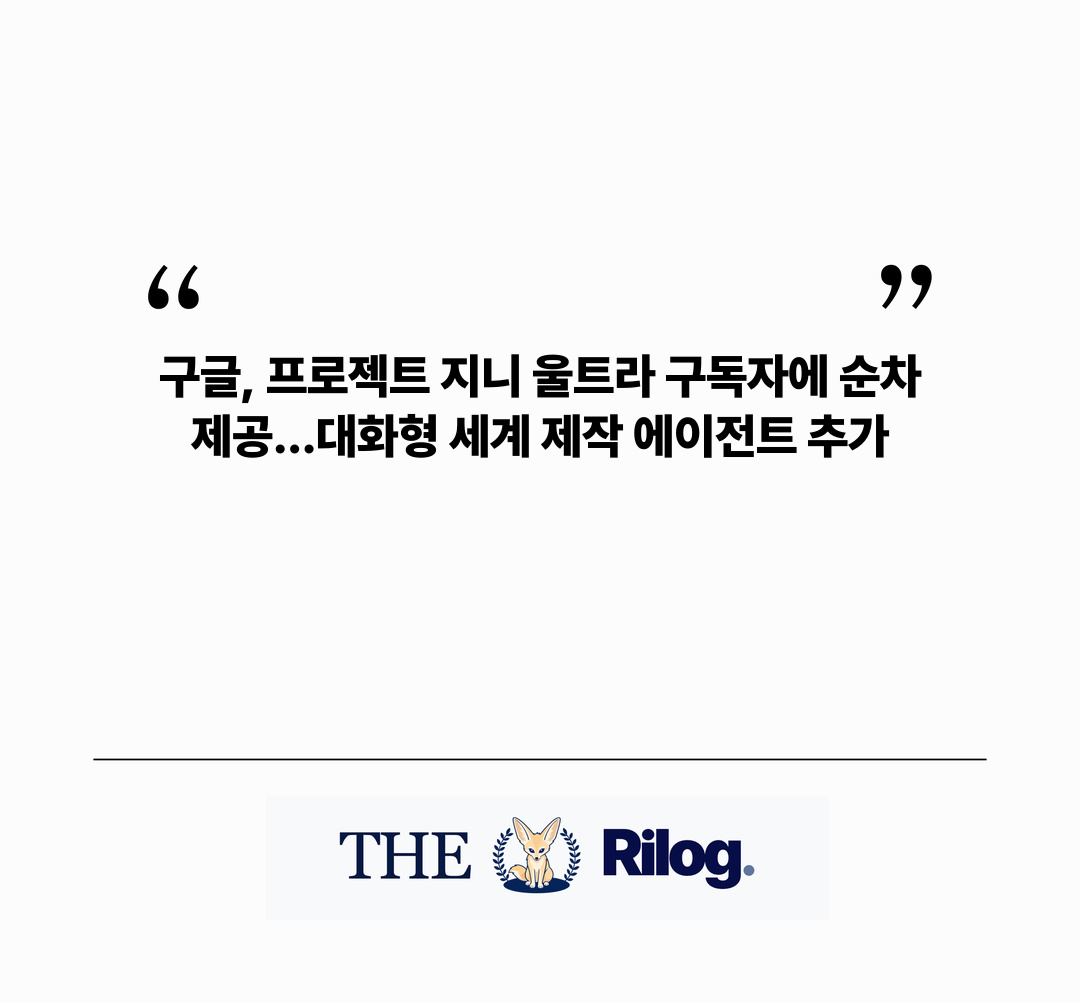 “ ”
구글, 프로젝트 지니 울트라 구독자에 순차
제공...대화형 세계 제작 에이전트 추가
THE Rilog.